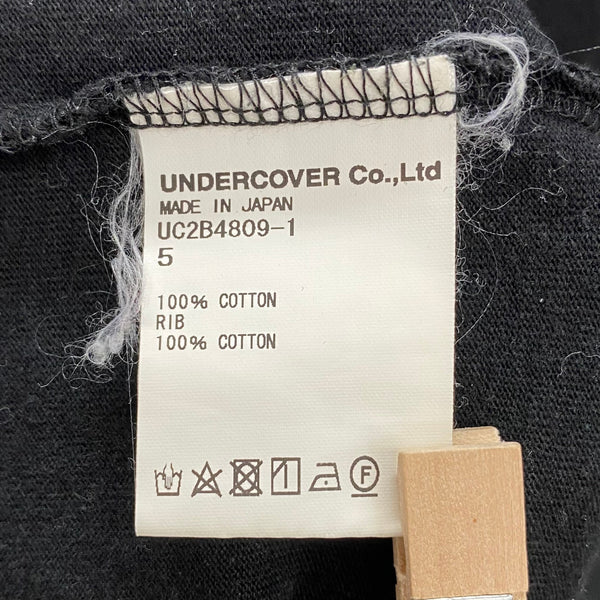 UNDERCOVER Co.,Ltd
MADE IN JAPAN
UC2B4809-1
5
100% COTTON
RIB
100% COTTON
F